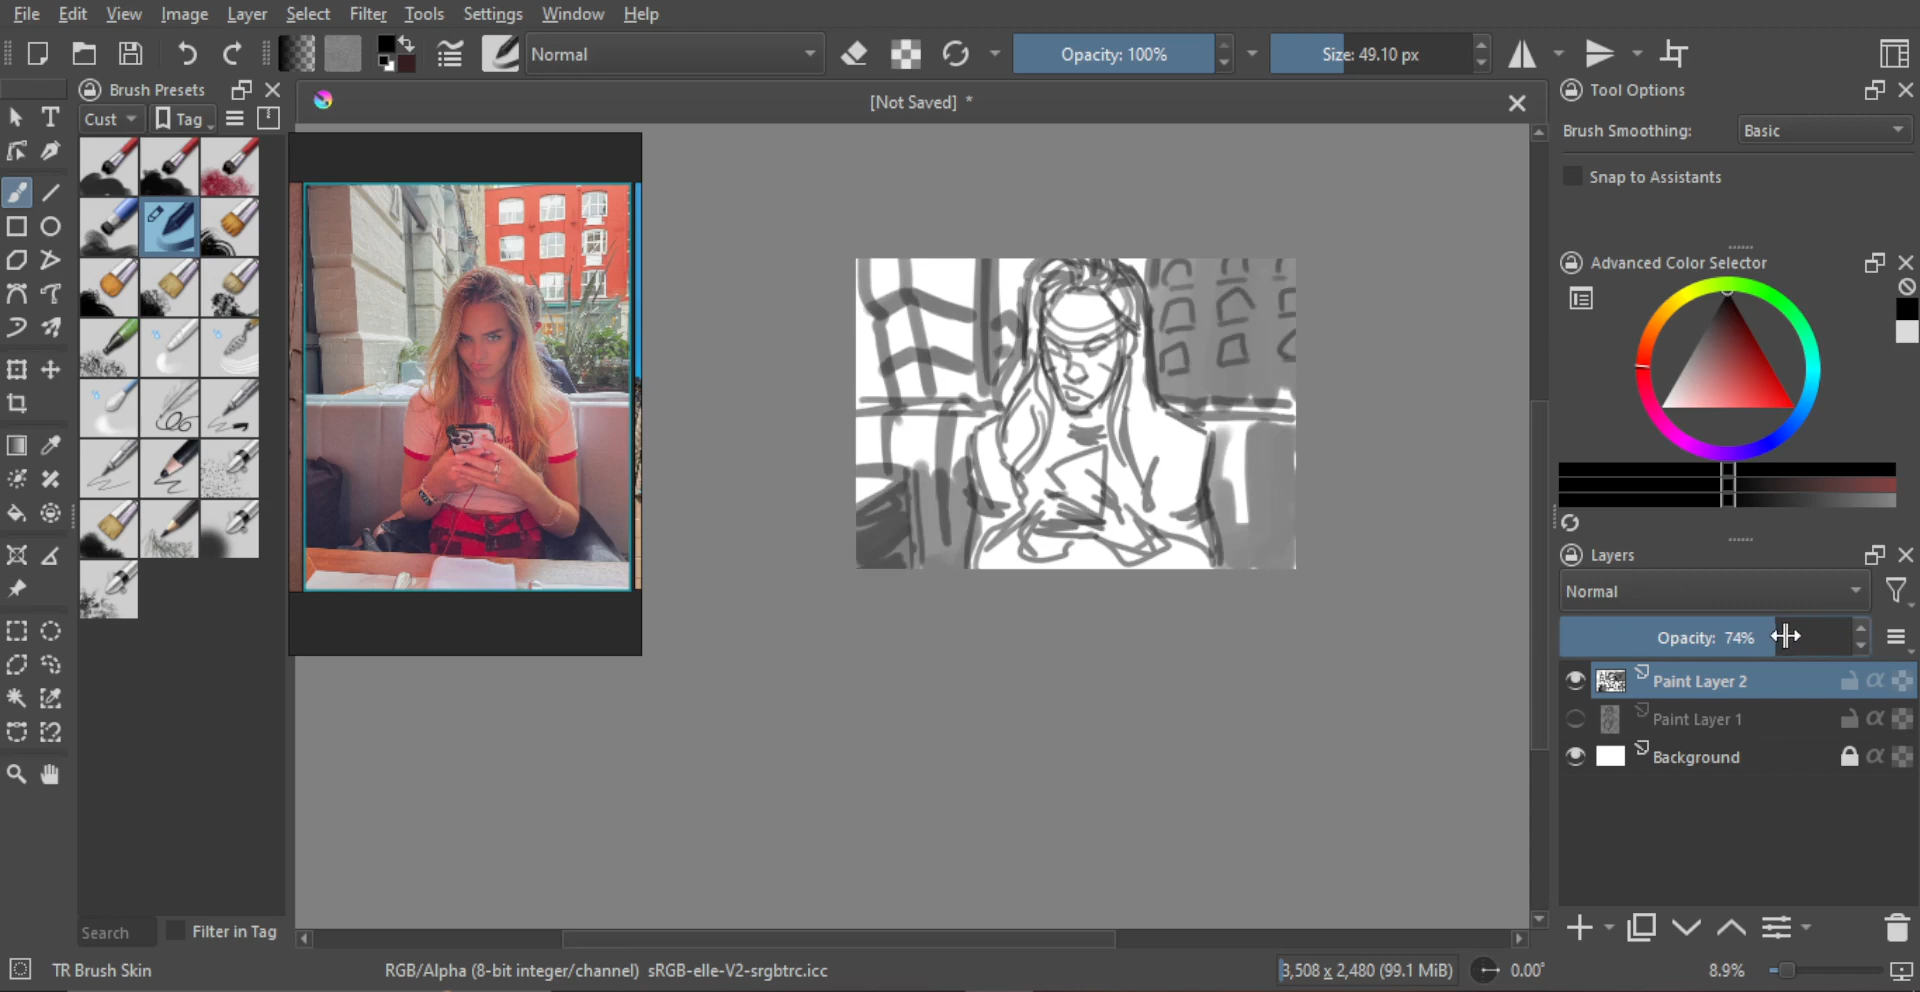 File Edit View Image Layer Select Filter Tools Settings Window Help
Normal Opacity: 100% Size: 49.10 px
Brush Presets
Cust Tag
[Not Saved] *
Tool Options
Brush Smoothing: Basic
Snap to Assistants
Advanced Color Selector
Layers
Normal
Opacity: 74%
Paint Layer 2
Paint Layer 1
Background
Search Filter in Tag
TR Brush Skin RGB/Alpha (8-bit integer/channel) sRGB-elle-V2-srgbtrc.icc 3,508 x 2,480 (99.1 MiB) 0.00° 8.9%